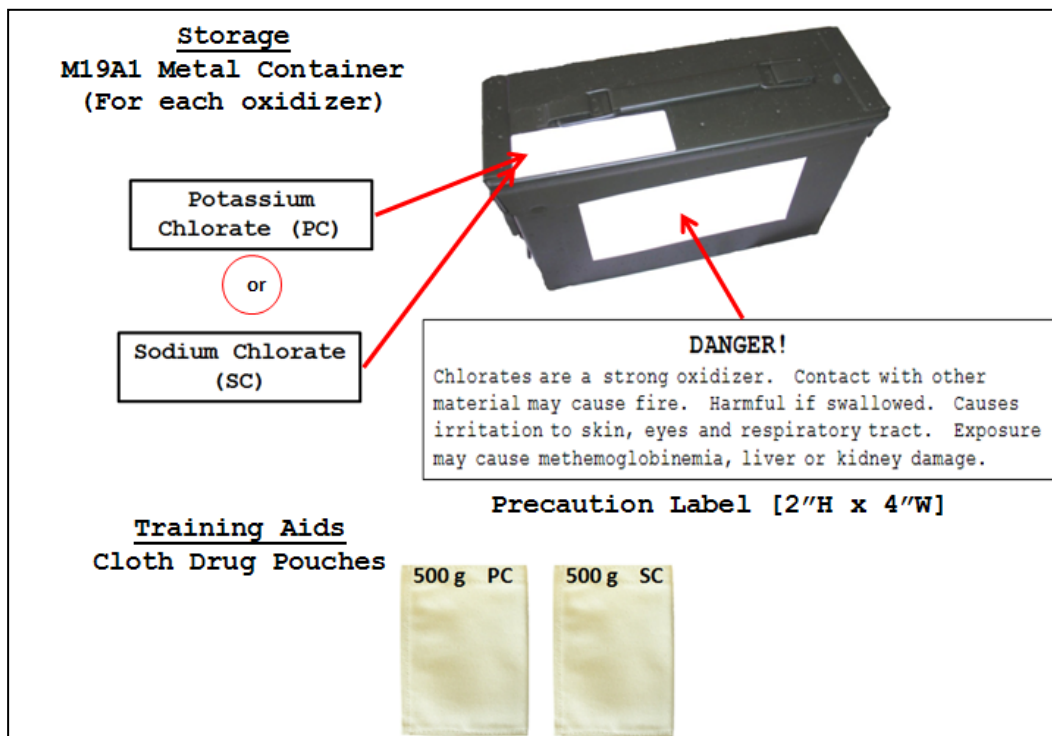 Storage
M19A1 Metal Container
(For each oxidizer)
Potassium
Chlorate (PC)
or
Sodium Chlorate
(SC)
DANGER!
Chlorates are a strong oxidizer.  Contact with other
material may cause fire.  Harmful if swallowed.  Causes
irritation to skin, eyes and respiratory tract.  Exposure
may cause methemoglobinemia, liver or kidney damage.
Precaution Label [2”H x 4”W]
Training Aids
Cloth Drug Pouches
500 g PC
500 g SC